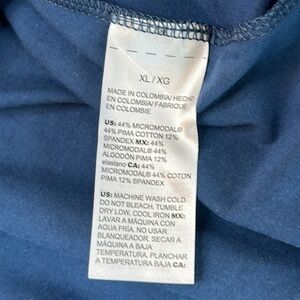 XL / XG
MADE IN COLOMBIA/ HECHO
EN COLOMBIA/ FABRIQUÉ
EN COLOMBIE
US: 44% MICROMODAL®
44% PIMA COTTON 12%
SPANDEX MX: 44%
MICROMODAL® 44%
ALGODÓN PIMA 12%
elastano CA: 44%
MICROMODAL® 44% COTON
PIMA 12% SPANDEX
US: MACHINE WASH COLD.
DO NOT BLEACH. TUMBLE
DRY LOW. COOL IRON MX:
LAVAR A MÁQUINA CON
AGUA FRÍA. NO USAR
BLANQUEADOR. SECAR A
MÁQUINA A BAJA
TEMPERATURA. PLANCHAR
A TEMPERATURA BAJA CA: